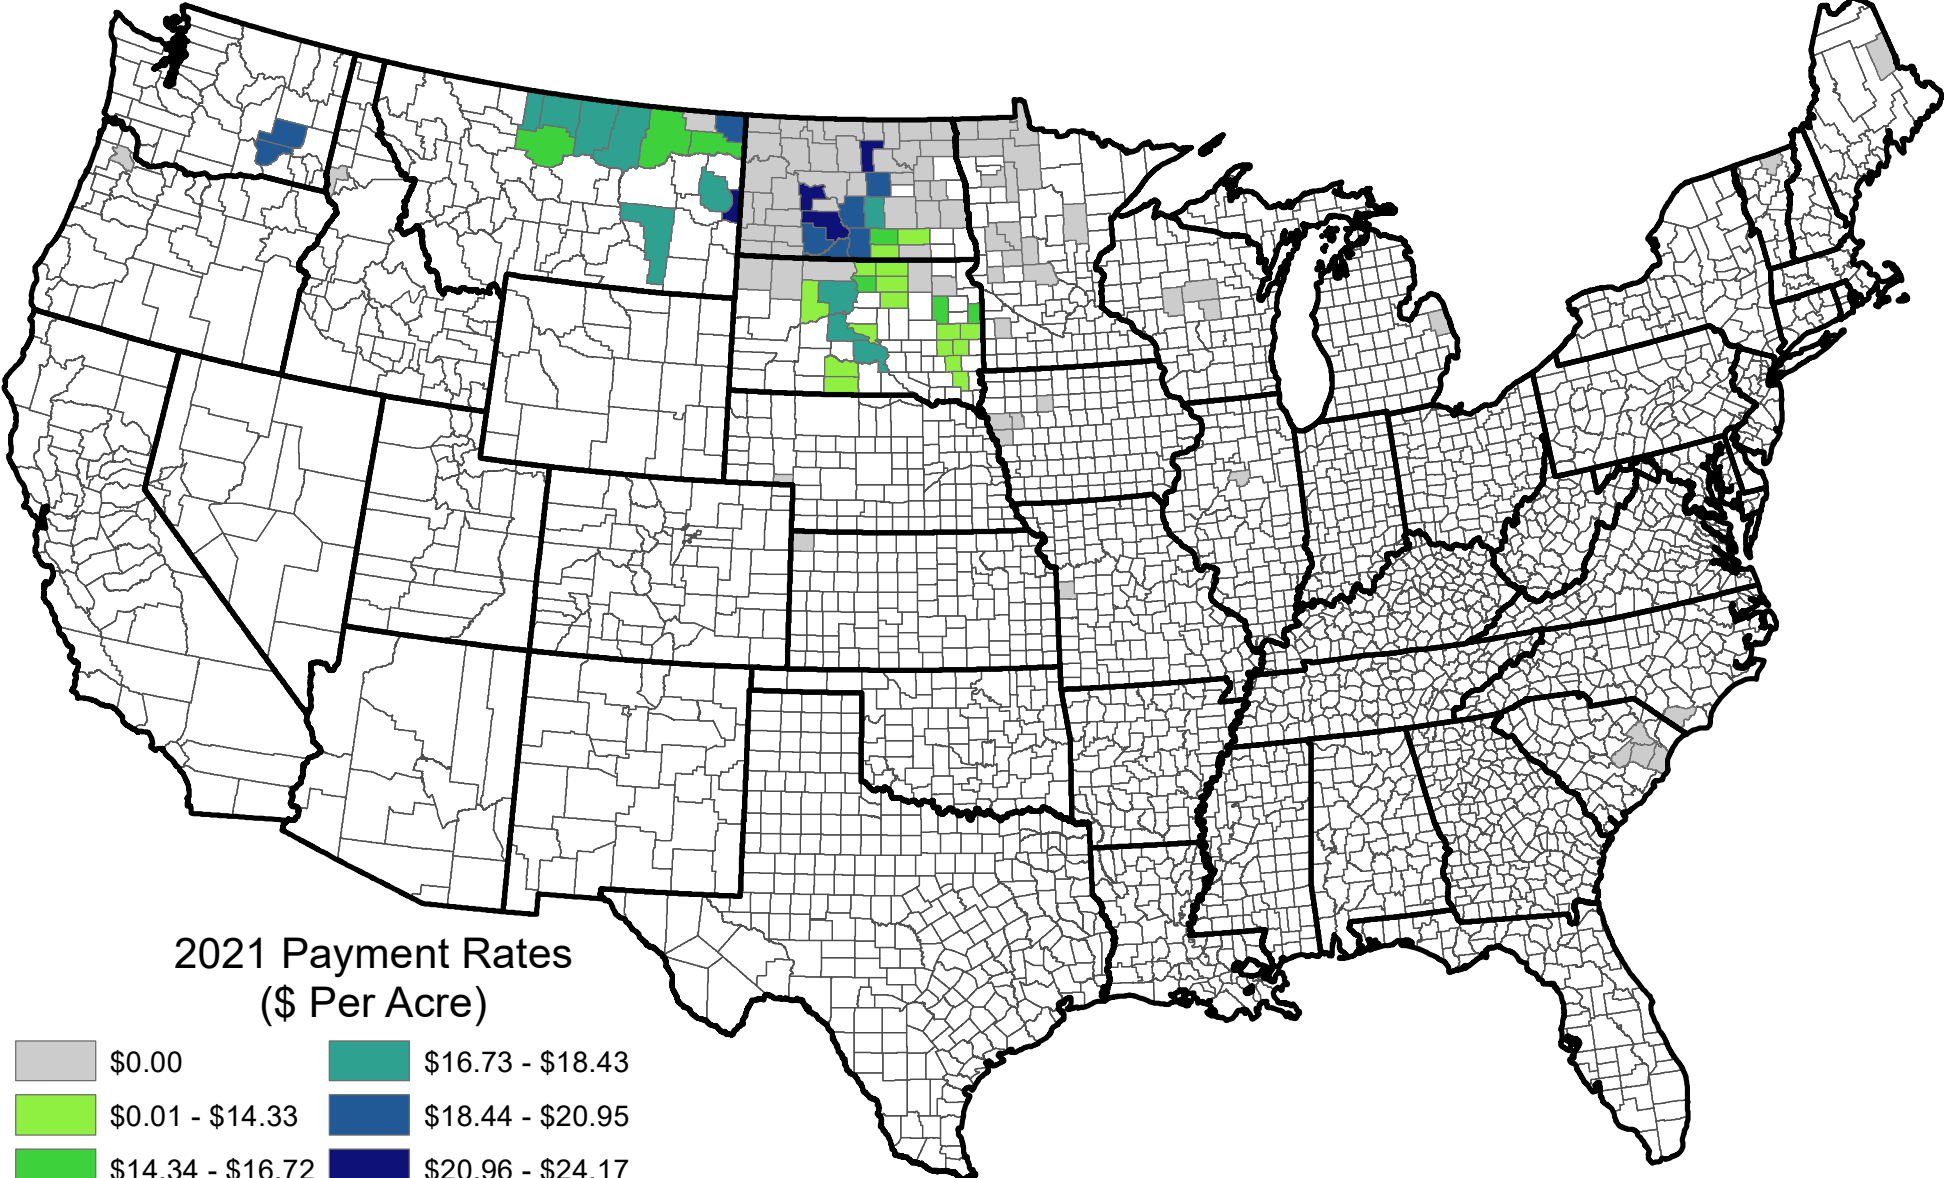 2021 Payment Rates
($ Per Acre)
$0.00
$0.01 - $14.33
$14.34 - $16.72
$16.73 - $18.43
$18.44 - $20.95
$20.96 - $24.17